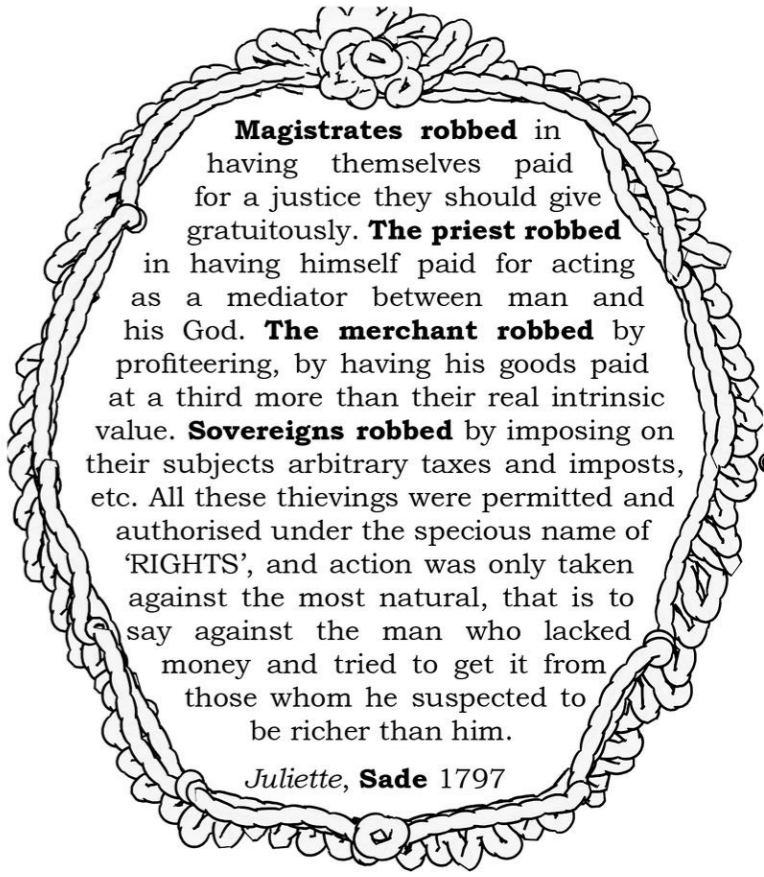 Magistrates robbed in
having themselves paid
for a justice they should give
gratuitously. The priest robbed
in having himself paid for acting
as a mediator between man and
his God. The merchant robbed by
profiteering, by having his goods paid
at a third more than their real intrinsic
value. Sovereigns robbed by imposing on
their subjects arbitrary taxes and imposts,
etc. All these thievings were permitted and
authorised under the specious name of
‘RIGHTS’, and action was only taken
against the most natural, that is to
say against the man who lacked
money and tried to get it from
those whom he suspected to
be richer than him.
Juliette, Sade 1797